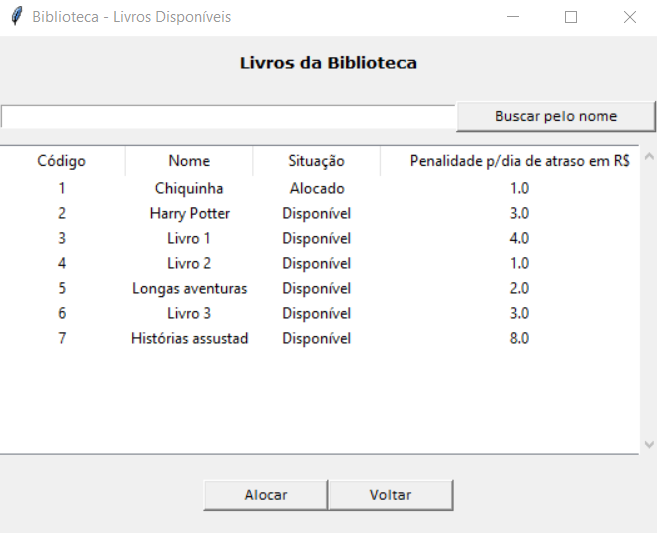 Biblioteca - Livros Disponíveis
Livros da Biblioteca
Buscar pelo nome
Código Nome Situação Penalidade p/dia de atraso em R$
1 Chiquinha Alocado 1.0
2 Harry Potter Disponível 3.0
3 Livro 1 Disponível 4.0
4 Livro 2 Disponível 1.0
5 Longas aventuras Disponível 2.0
6 Livro 3 Disponível 3.0
7 Histórias assustad Disponível 8.0
Alocar Voltar